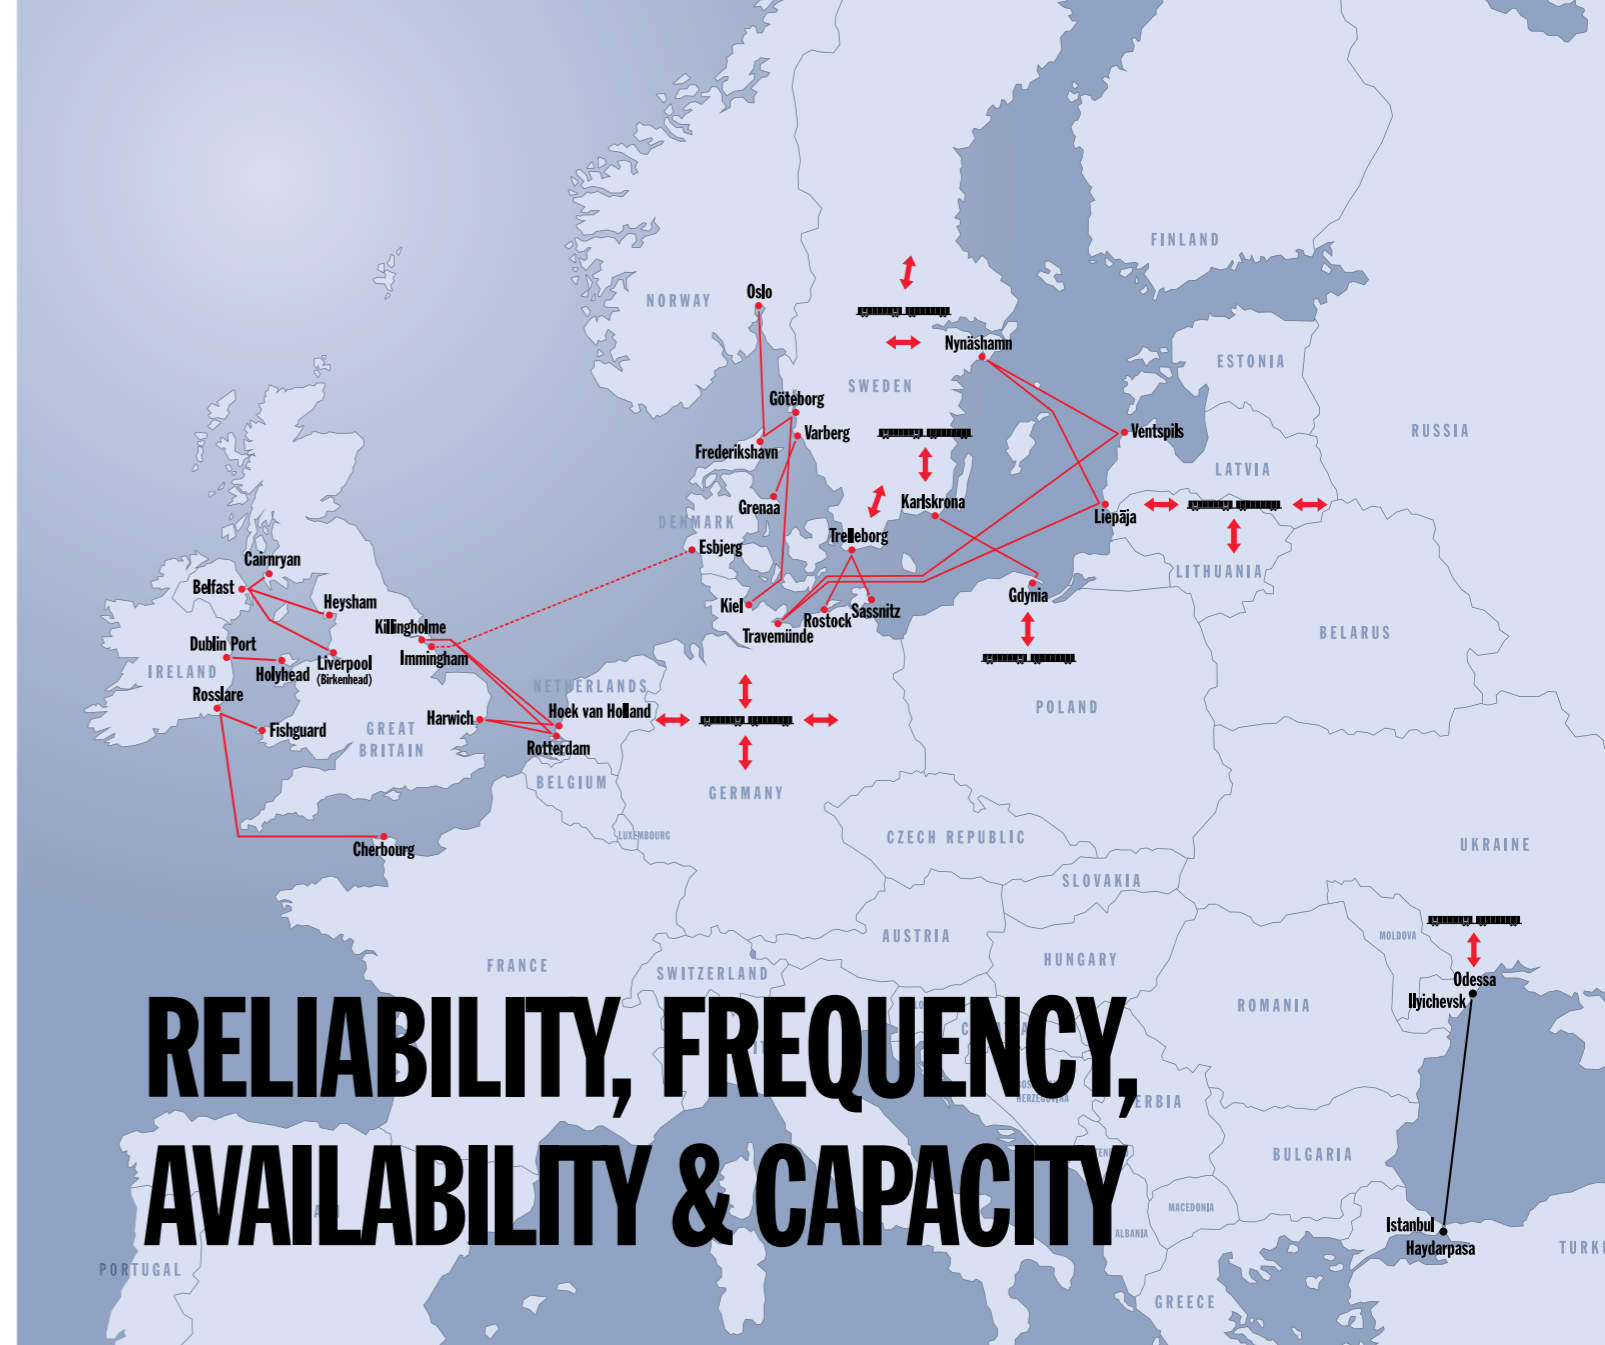 FINLAND
NORWAY
Oslo
Nynäshamn
ESTONIA
SWEDEN
Göteborg
Varberg
Ventspils
RUSSIA
Frederikshavn
LATVIA
Grenaa
Karlskrona
Liepāja
DENMARK
Trelleborg
Esbjerg
Cairnryan
LITHUANIA
Belfast
Gdynia
Heysham
Kiel
Sassnitz
Rostock
Killingholme
Travemünde
BELARUS
Dublin Port
Immingham
Liverpool
(Birkenhead)
IRELAND
Holyhead
NETHERLANDS
Rosslare
POLAND
Hoek van Holland
Harwich
Fishguard
GREAT
BRITAIN
Rotterdam
BELGIUM
GERMANY
LUXEMBOURG
CZECH REPUBLIC
UKRAINE
Cherbourg
SLOVAKIA
AUSTRIA
MOLDOVA
HUNGARY
FRANCE
SWITZERLAND
Odessa
Ilyichevsk
ROMANIA
RELIABILITY, FREQUENCY,
BULGARIA
AVAILABILITY & CAPACITY
MACEDONIA
Istanbul
ALBANIA
Haydarpasa
TURK
PORTUGAL
GREECE